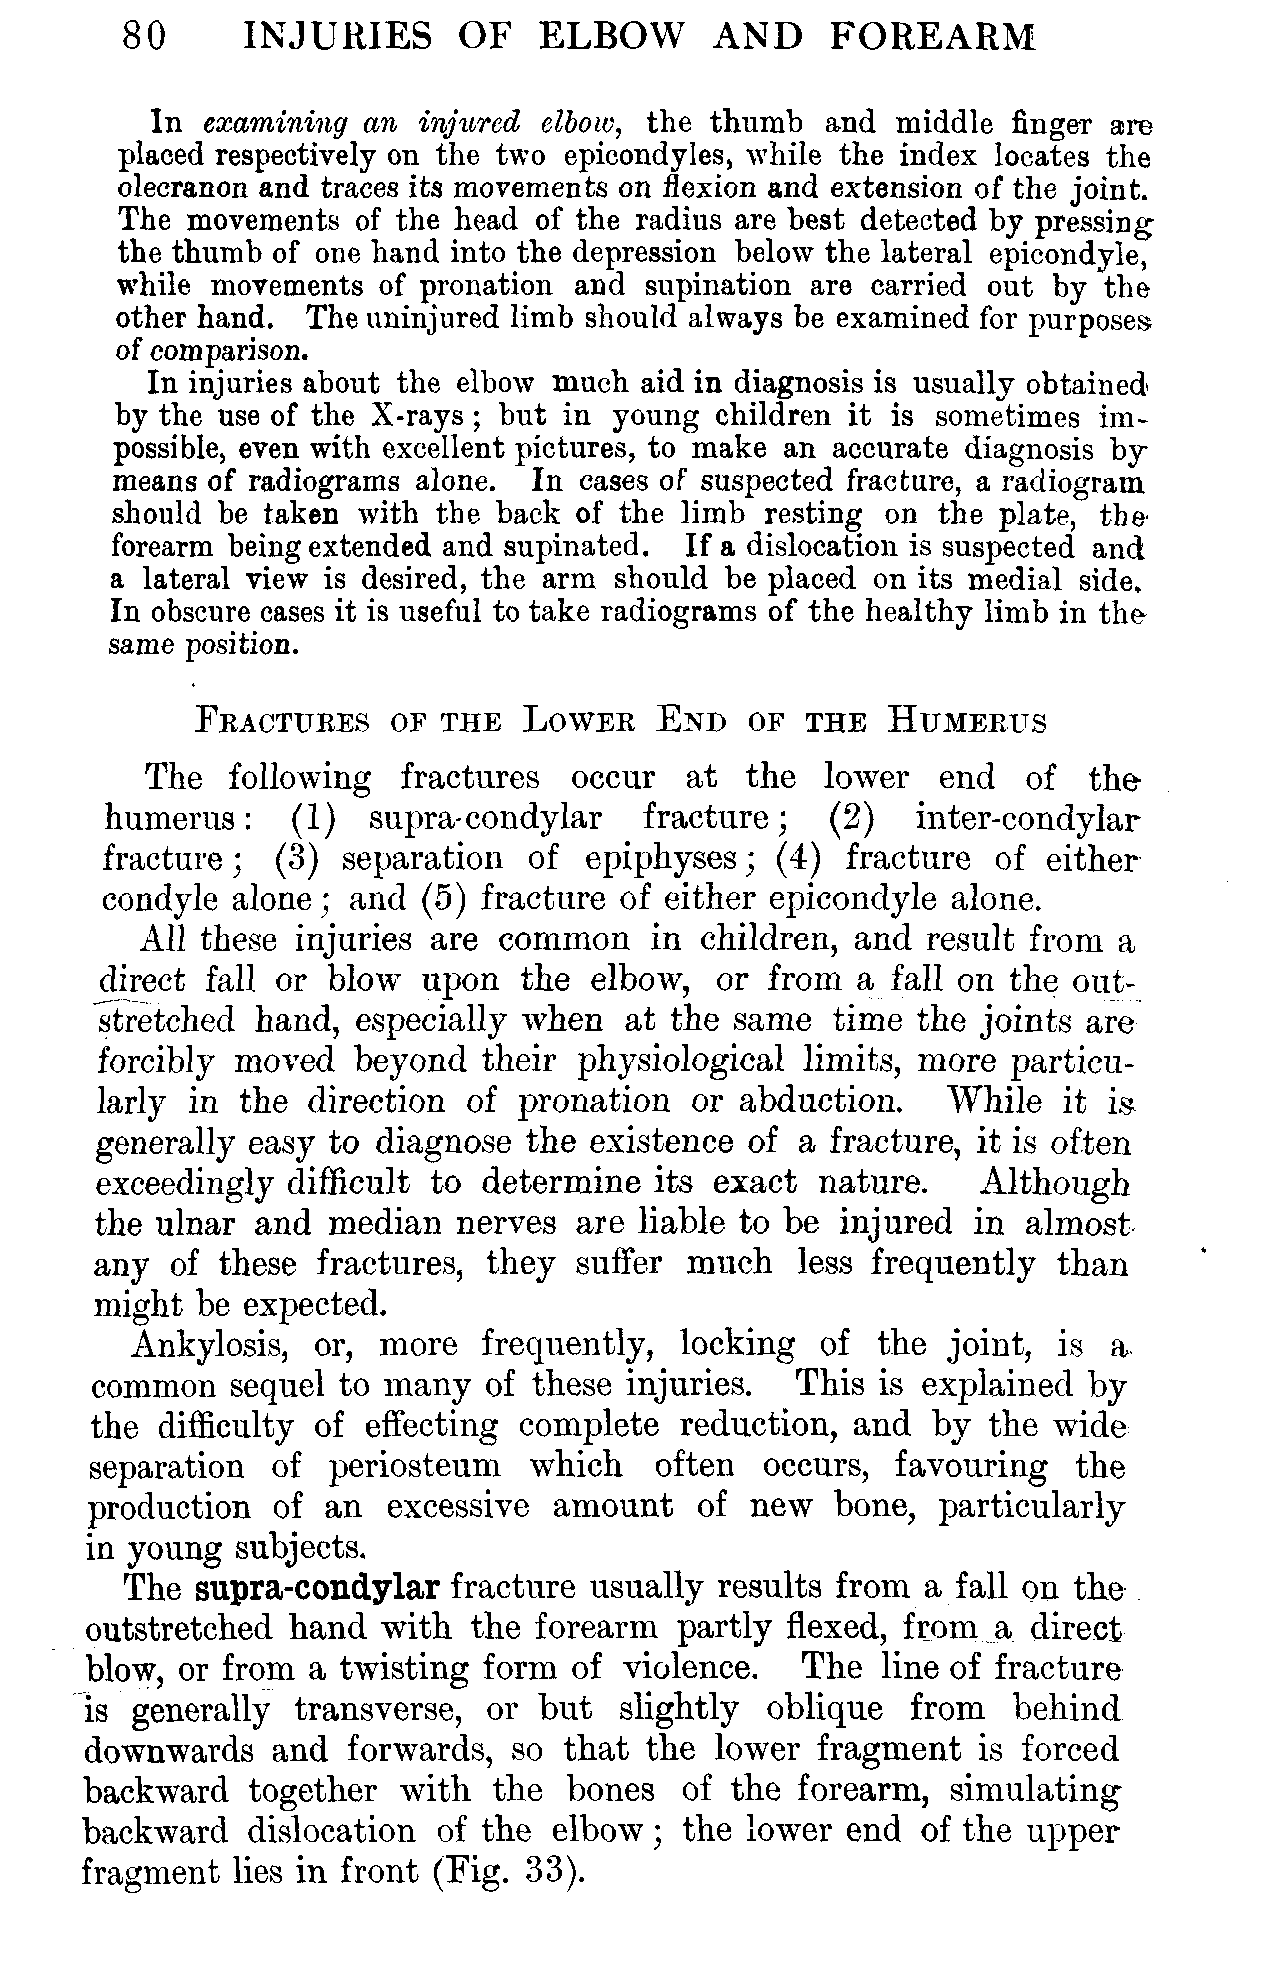 80 INJURIES OF ELBOW AND FOREARM
In examining an injured elbow, the thumb and middle finger are
placed respectively on the two epicondyles, while the index locates the
olecranon and traces its movements on flexion and extension of the joint.
The movements of the head of the radius are best detected by pressing
the thumb of one hand into the depression below the lateral epicondyle,
while movements of pronation and supination are carried out by the
other hand. The uninjured limb should always be examined for purposes
of comparison.
In injuries about the elbow much aid in diagnosis is usually obtained
by the use of the X-rays ; but in young children it is sometimes im-
possible, even with excellent pictures, to make an accurate diagnosis by
means of radiograms alone. In cases of suspected fracture, a radiogram
should be taken with the back of the limb resting on the plate, the
forearm being extended and supinated. If a dislocation is suspected and
a lateral view is desired, the arm should be placed on its medial side.
In obscure cases it is useful to take radiograms of the healthy limb in the
same position.
FRACTURES OF THE LOWER END OF THE HUMERUS
The following fractures occur at the lower end of the
humerus : (1) supra-condylar fracture ; (2) inter-condylar
fracture ; (3) separation of epiphyses ; (4) fracture of either
condyle alone ; and (5) fracture of either epicondyle alone.
All these injuries are common in children, and result from a
direct fall or blow upon the elbow, or from a fall on the out-
stretched hand, especially when at the same time the joints are
forcibly moved beyond their physiological limits, more particu-
larly in the direction of pronation or abduction. While it is
generally easy to diagnose the existence of a fracture, it is often
exceedingly difficult to determine its exact nature. Although
the ulnar and median nerves are liable to be injured in almost
any of these fractures, they suffer much less frequently than
might be expected.
Ankylosis, or, more frequently, locking of the joint, is a
common sequel to many of these injuries. This is explained by
the difficulty of effecting complete reduction, and by the wide
separation of periosteum which often occurs, favouring the
production of an excessive amount of new bone, particularly
in young subjects.
The supra-condylar fracture usually results from a fall on the
outstretched hand with the forearm partly flexed, from a direct
blow, or from a twisting form of violence. The line of fracture
is generally transverse, or but slightly oblique from behind
downwards and forwards, so that the lower fragment is forced
backward together with the bones of the forearm, simulating
backward dislocation of the elbow ; the lower end of the upper
fragment lies in front (Fig. 33).